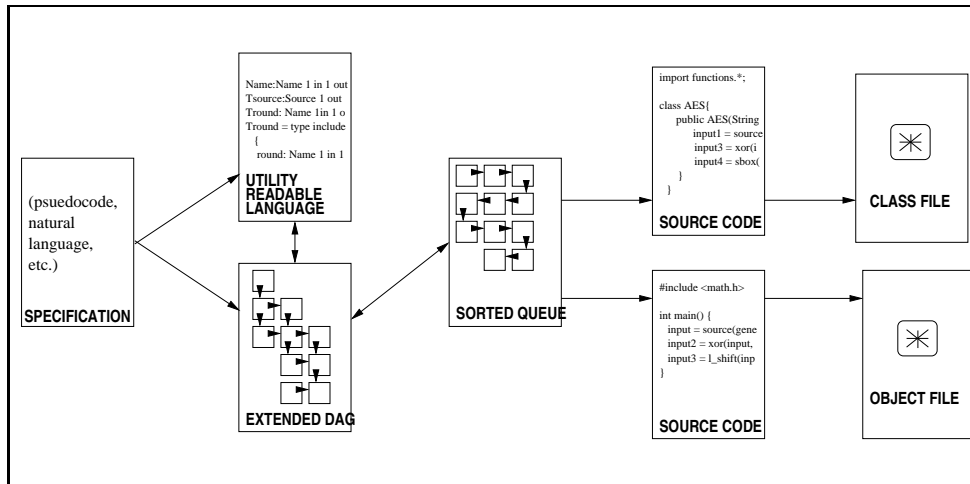 (psuedocode,
natural
language,
etc.)
SPECIFICATION
Name:Name 1 in 1 out
Tsource:Source 1 out
Tround: Name 1in 1 o
Tround = type include
{
round: Name 1 in 1
UTILITY
READABLE
LANGUAGE
EXTENDED DAG
SORTED QUEUE
import functions.*;
class AES{
public AES(String
input1 = source
input3 = xor(i
input4 = sbox(
}
}
SOURCE CODE
CLASS FILE
#include <math.h>
int main() {
input = source(gene
input2 = xor(input,
input3 = l_shift(inp
}
SOURCE CODE
OBJECT FILE